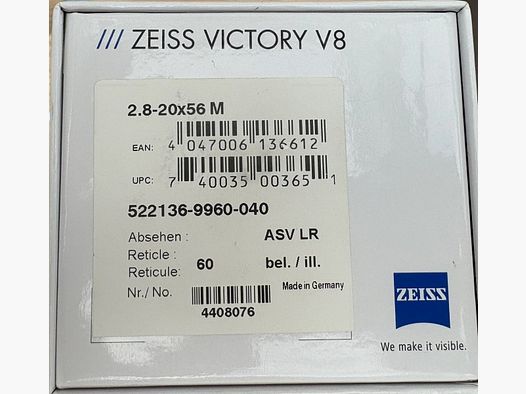 /// ZEISS VICTORY V8
2.8-20x56 M
EAN: 4 047006 136612
UPC: 7 40035 00365 1
522136-9960-040
Absehen : ASV LR
Reticle :
Reticule: 60 bel. / ill.
Nr./ No. Made in Germany
4408076
ZEISS
We make it visible.